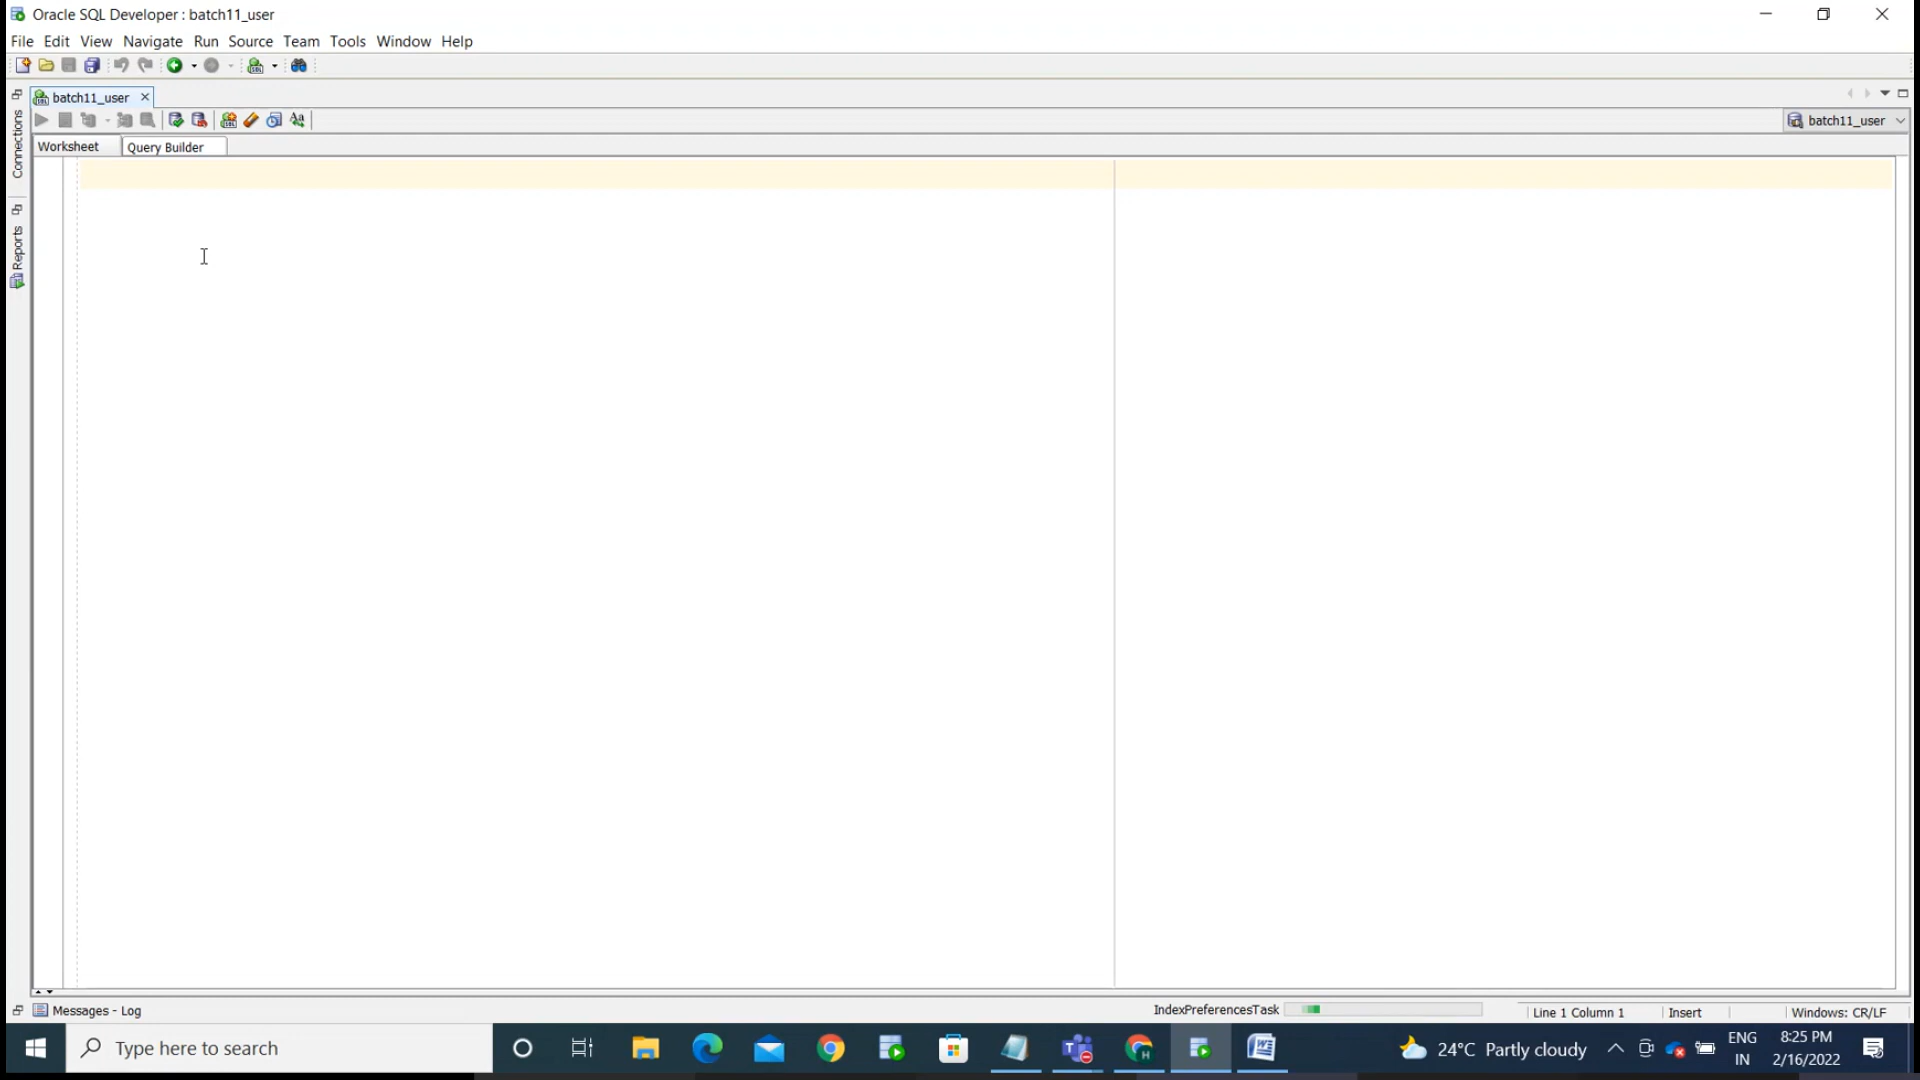 Oracle SQL Developer : batch11_user
File Edit View Navigate Run Source Team Tools Window Help
batch11_user
batch11_user
Worksheet Query Builder
Connections
Reports
Messages - Log
IndexPreferencesTask
Line 1 Column 1
Insert
Windows: CR/LF
Type here to search
24°C Partly cloudy
ENG
IN
8:25 PM
2/16/2022